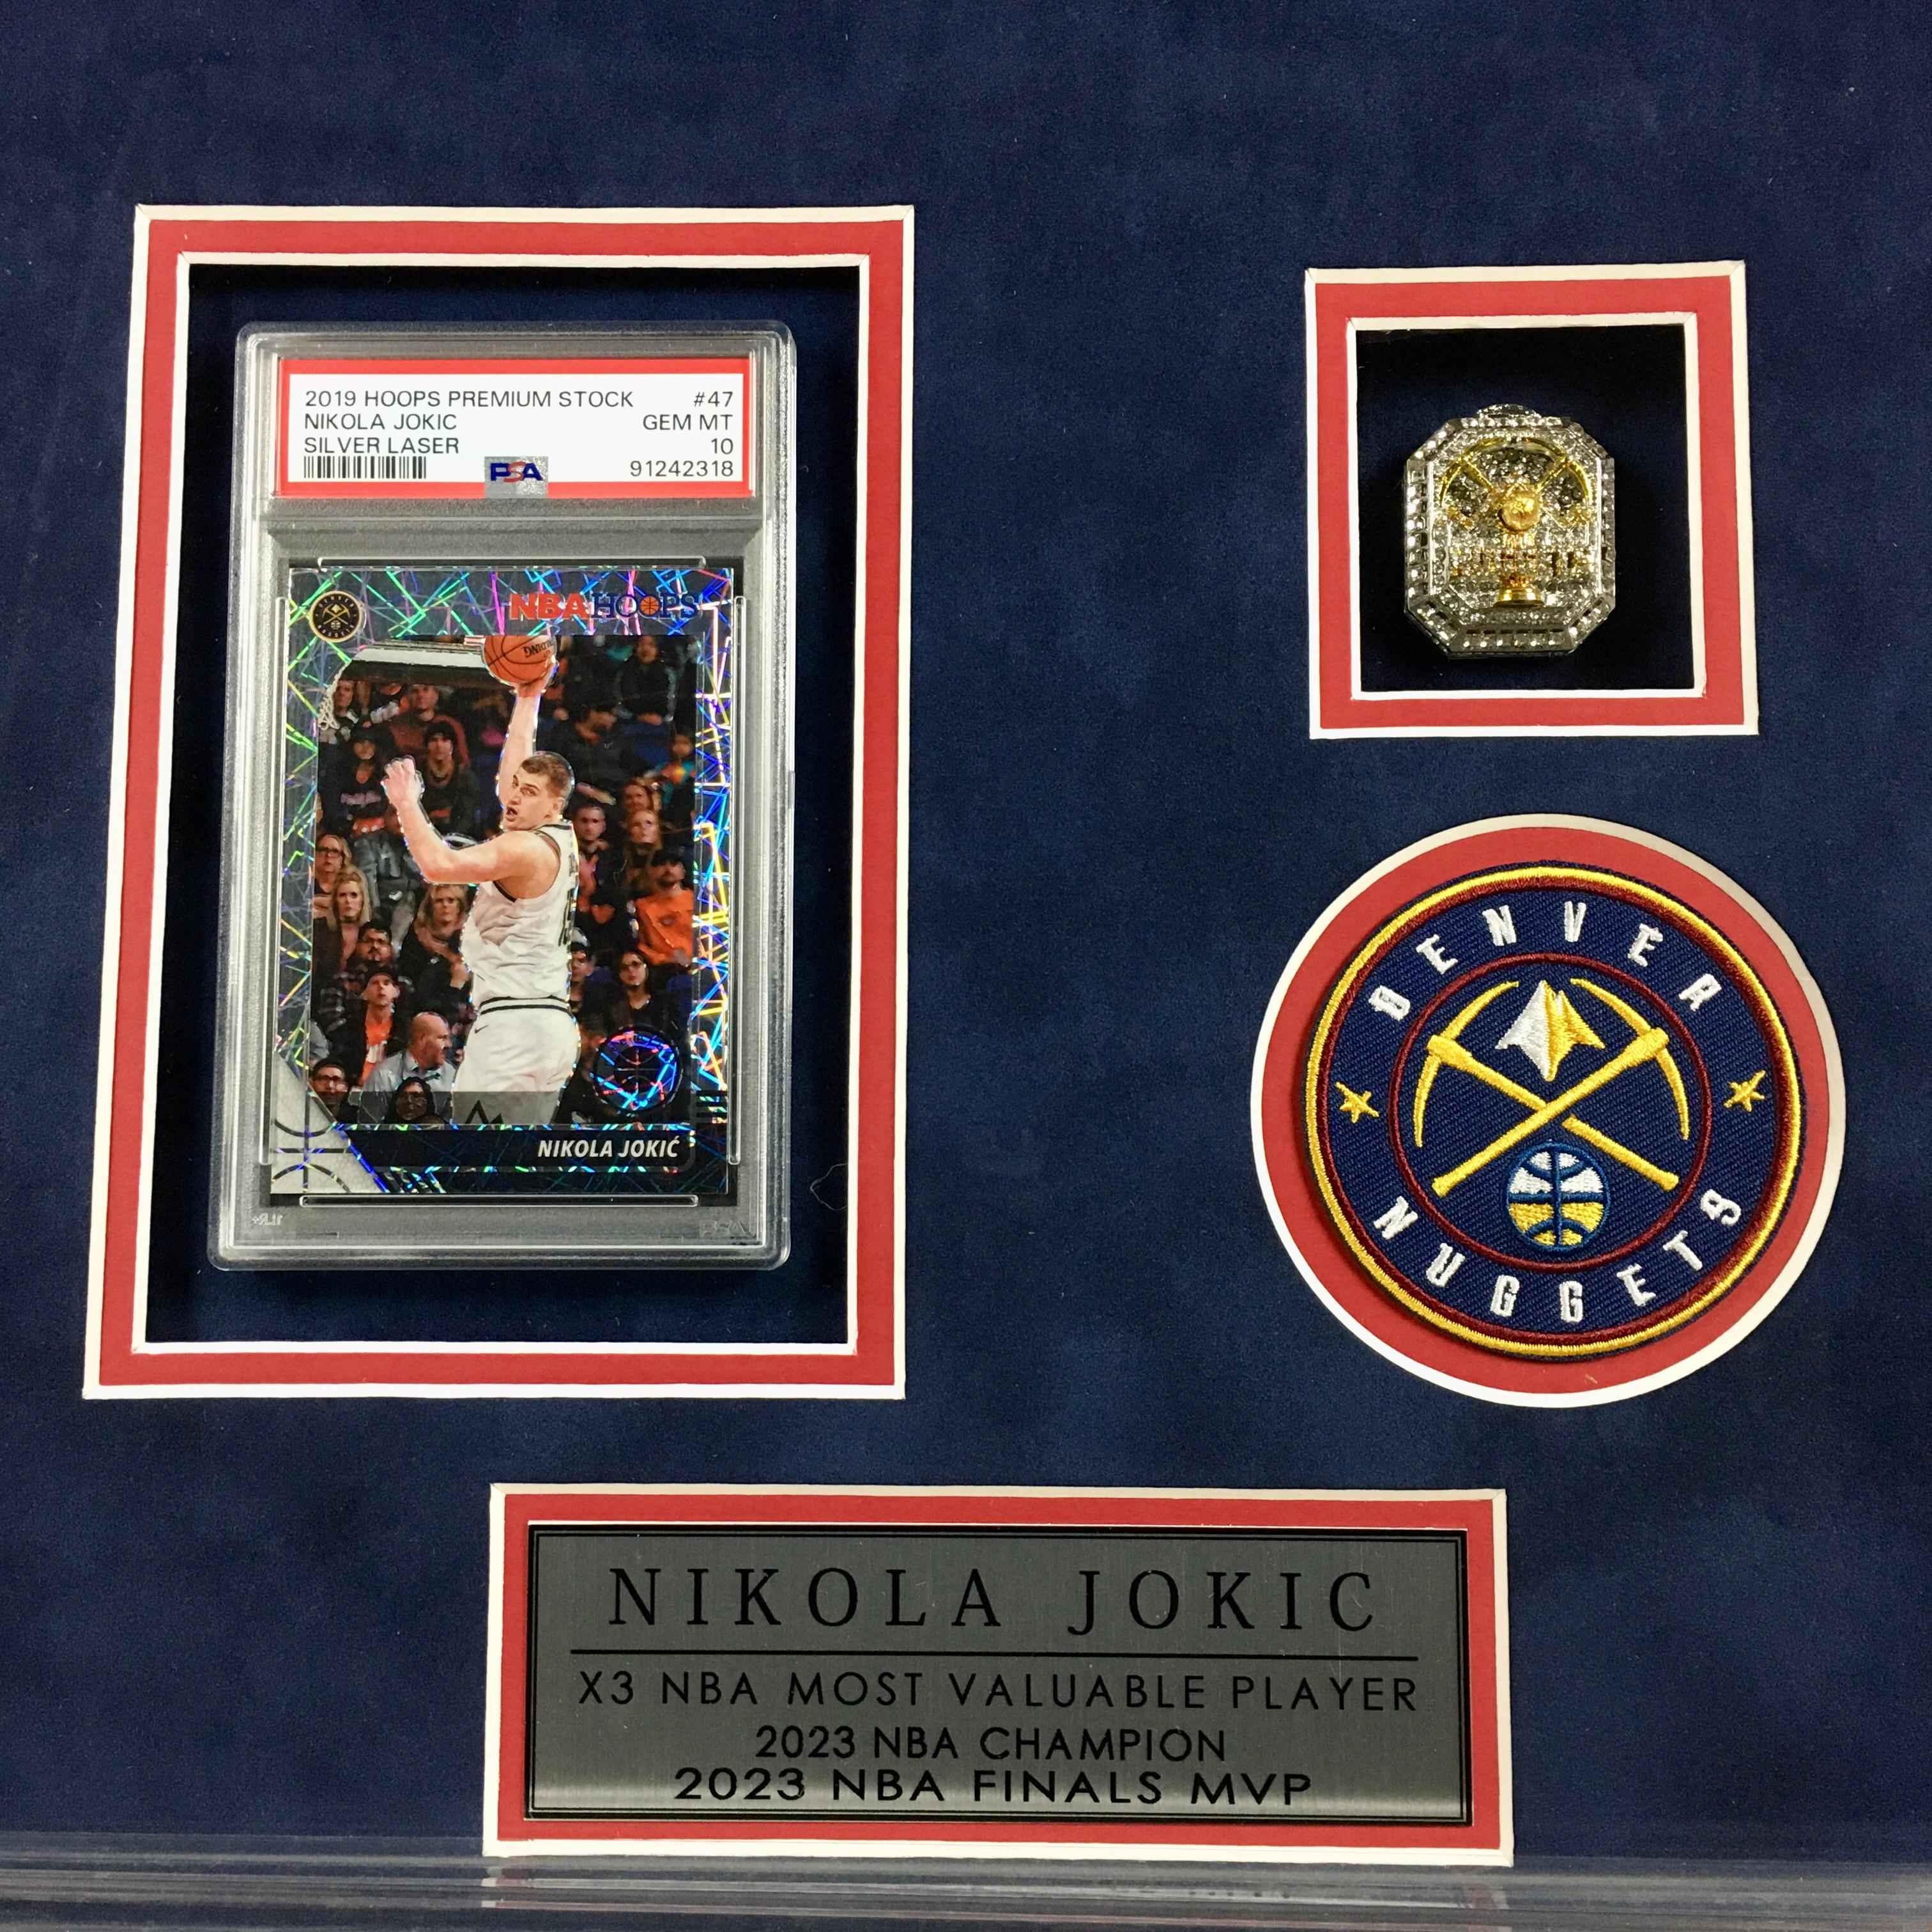 2019 HOOPS PREMIUM STOCK #47
NIKOLA JOKIC GEM MT
SILVER LASER 10
PSA 91242318
NBA HOOPS
SPALDING
NIKOLA JOKIĆ
DENVER
NUGGETS
NIKOLA JOKIC
X3 NBA MOST VALUABLE PLAYER
2023 NBA CHAMPION
2023 NBA FINALS MVP